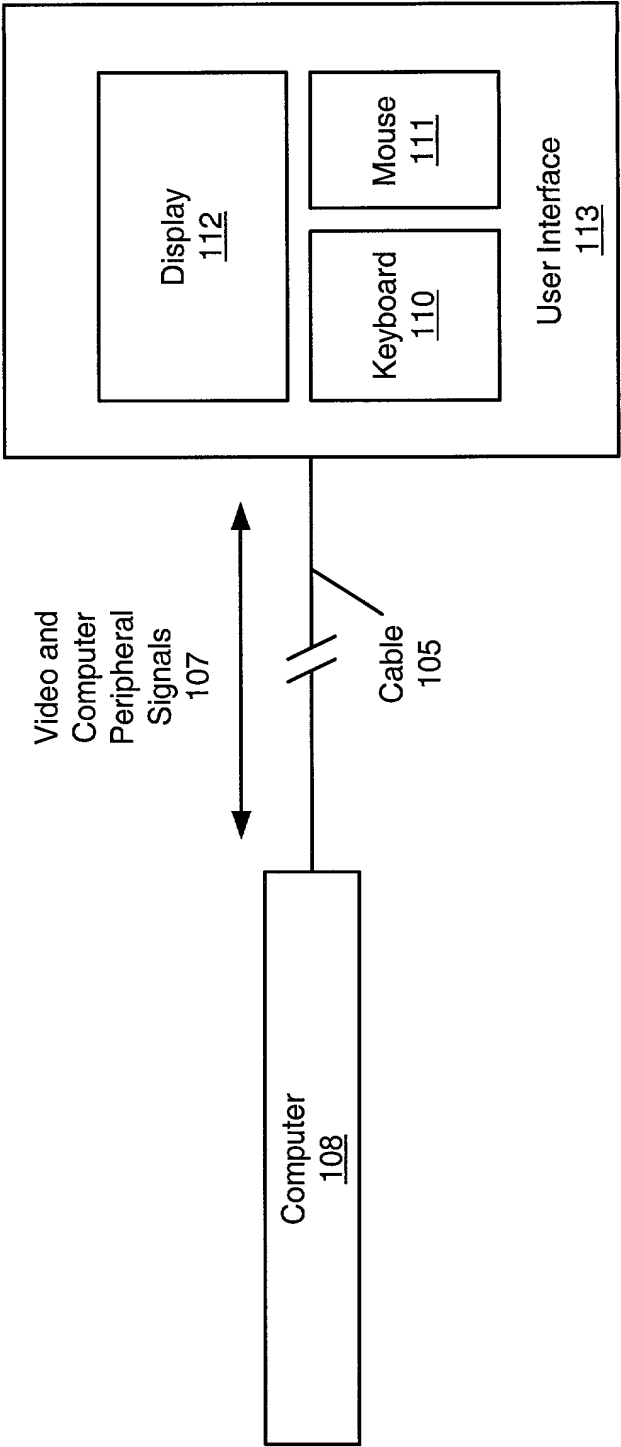 Computer
108
Video and
Computer
Peripheral
Signals
107
Cable
105
Display
112
Keyboard
110
Mouse
111
User Interface
113